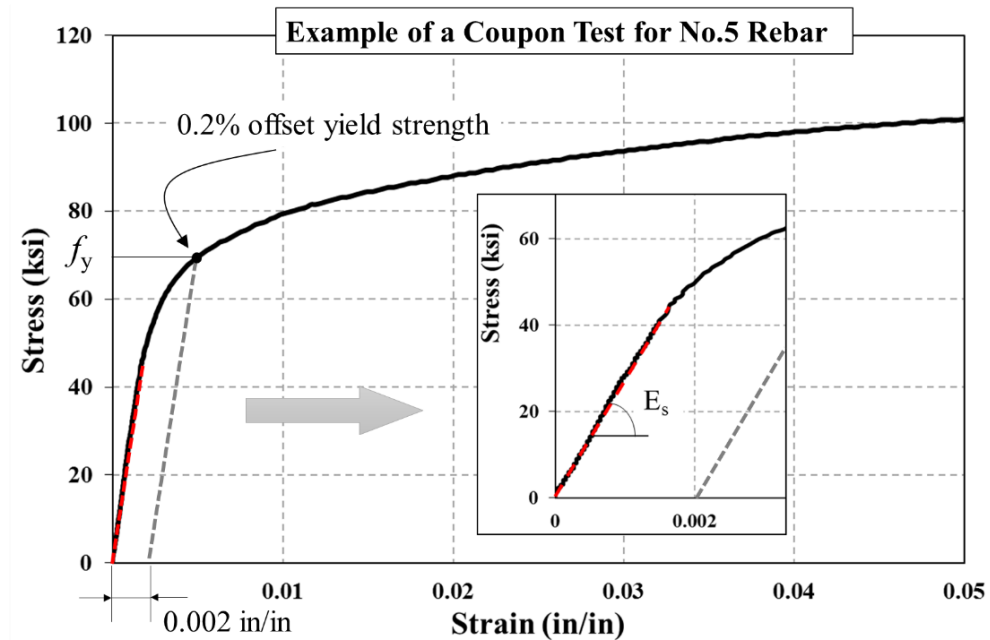 Example of a Coupon Test for No.5 Rebar
120
100
80
60
40
20
0
Stress (ksi)
fy
0.2% offset yield strength
60
40
20
0
Stress (ksi)
Es
0
0.002
0.01
0.02
0.03
0.04
0.05
0.002 in/in
Strain (in/in)